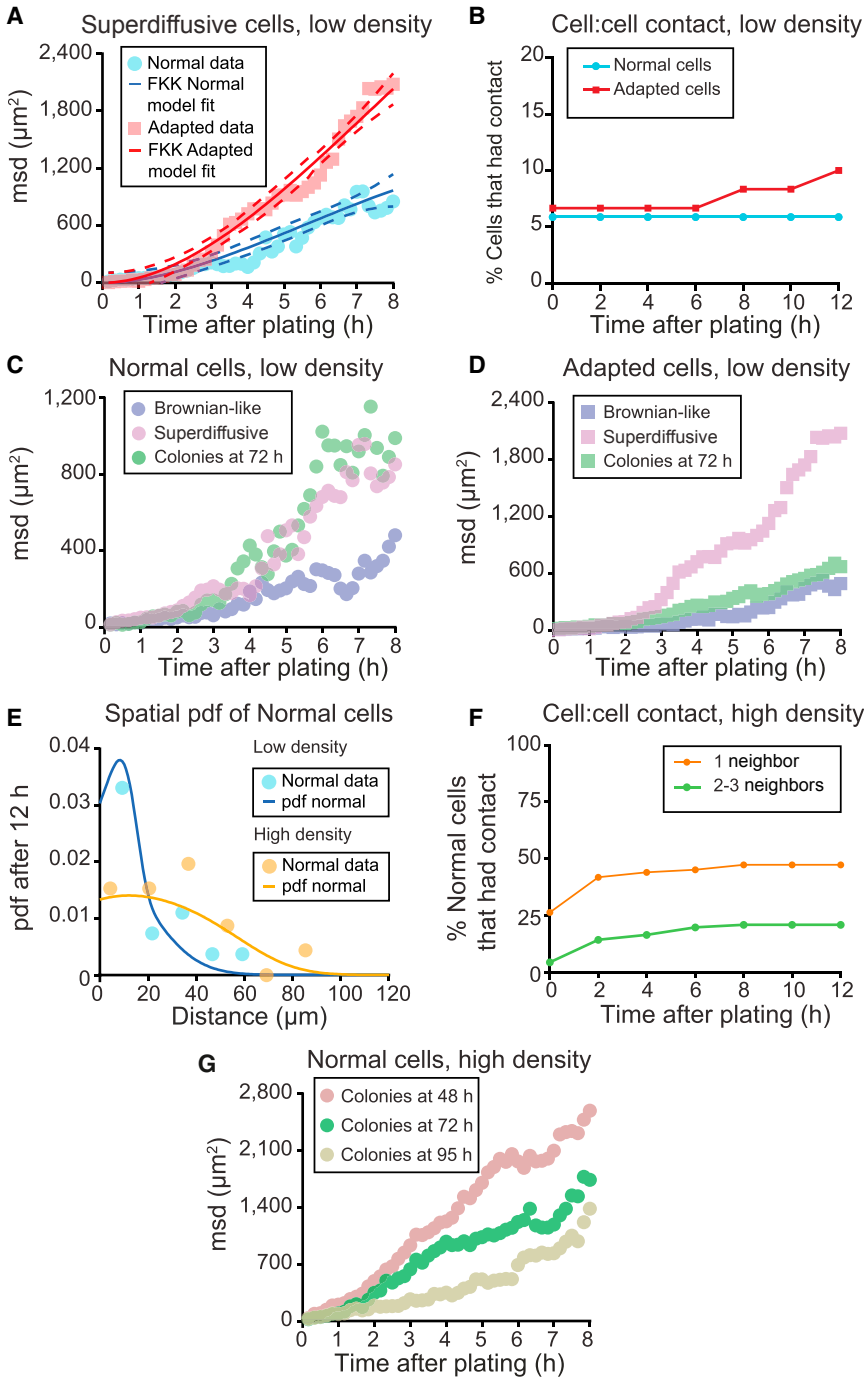 A
Superdiffusive cells, low density
msd (µm²)
2,400
1,800
1,200
600
0
Normal data
FKK Normal
model fit
Adapted data
FKK Adapted
model fit
0 1 2 3 4 5 6 7 8
Time after plating (h)
B
Cell:cell contact, low density
% Cells that had contact
20
15
10
5
0
Normal cells
Adapted cells
0 2 4 6 8 10 12
Time after plating (h)
C
Normal cells, low density
msd (µm²)
1,200
800
400
0
Brownian-like
Superdiffusive
Colonies at 72 h
0 1 2 3 4 5 6 7 8
Time after plating (h)
D
Adapted cells, low density
msd (µm²)
2,400
1,800
1,200
600
0
Brownian-like
Superdiffusive
Colonies at 72 h
0 1 2 3 4 5 6 7 8
Time after plating (h)
E
Spatial pdf of Normal cells
pdf after 12 h
0.04
0.03
0.02
0.01
0
Low density
Normal data
pdf normal
High density
Normal data
pdf normal
0 20 40 60 80 100 120
Distance (µm)
F
Cell:cell contact, high density
% Normal cells
that had contact
100
75
50
25
0
1 neighbor
2-3 neighbors
0 2 4 6 8 10 12
Time after plating (h)
G
Normal cells, high density
msd (µm²)
2,800
2,100
1,400
700
0
Colonies at 48 h
Colonies at 72 h
Colonies at 95 h
0 1 2 3 4 5 6 7 8
Time after plating (h)